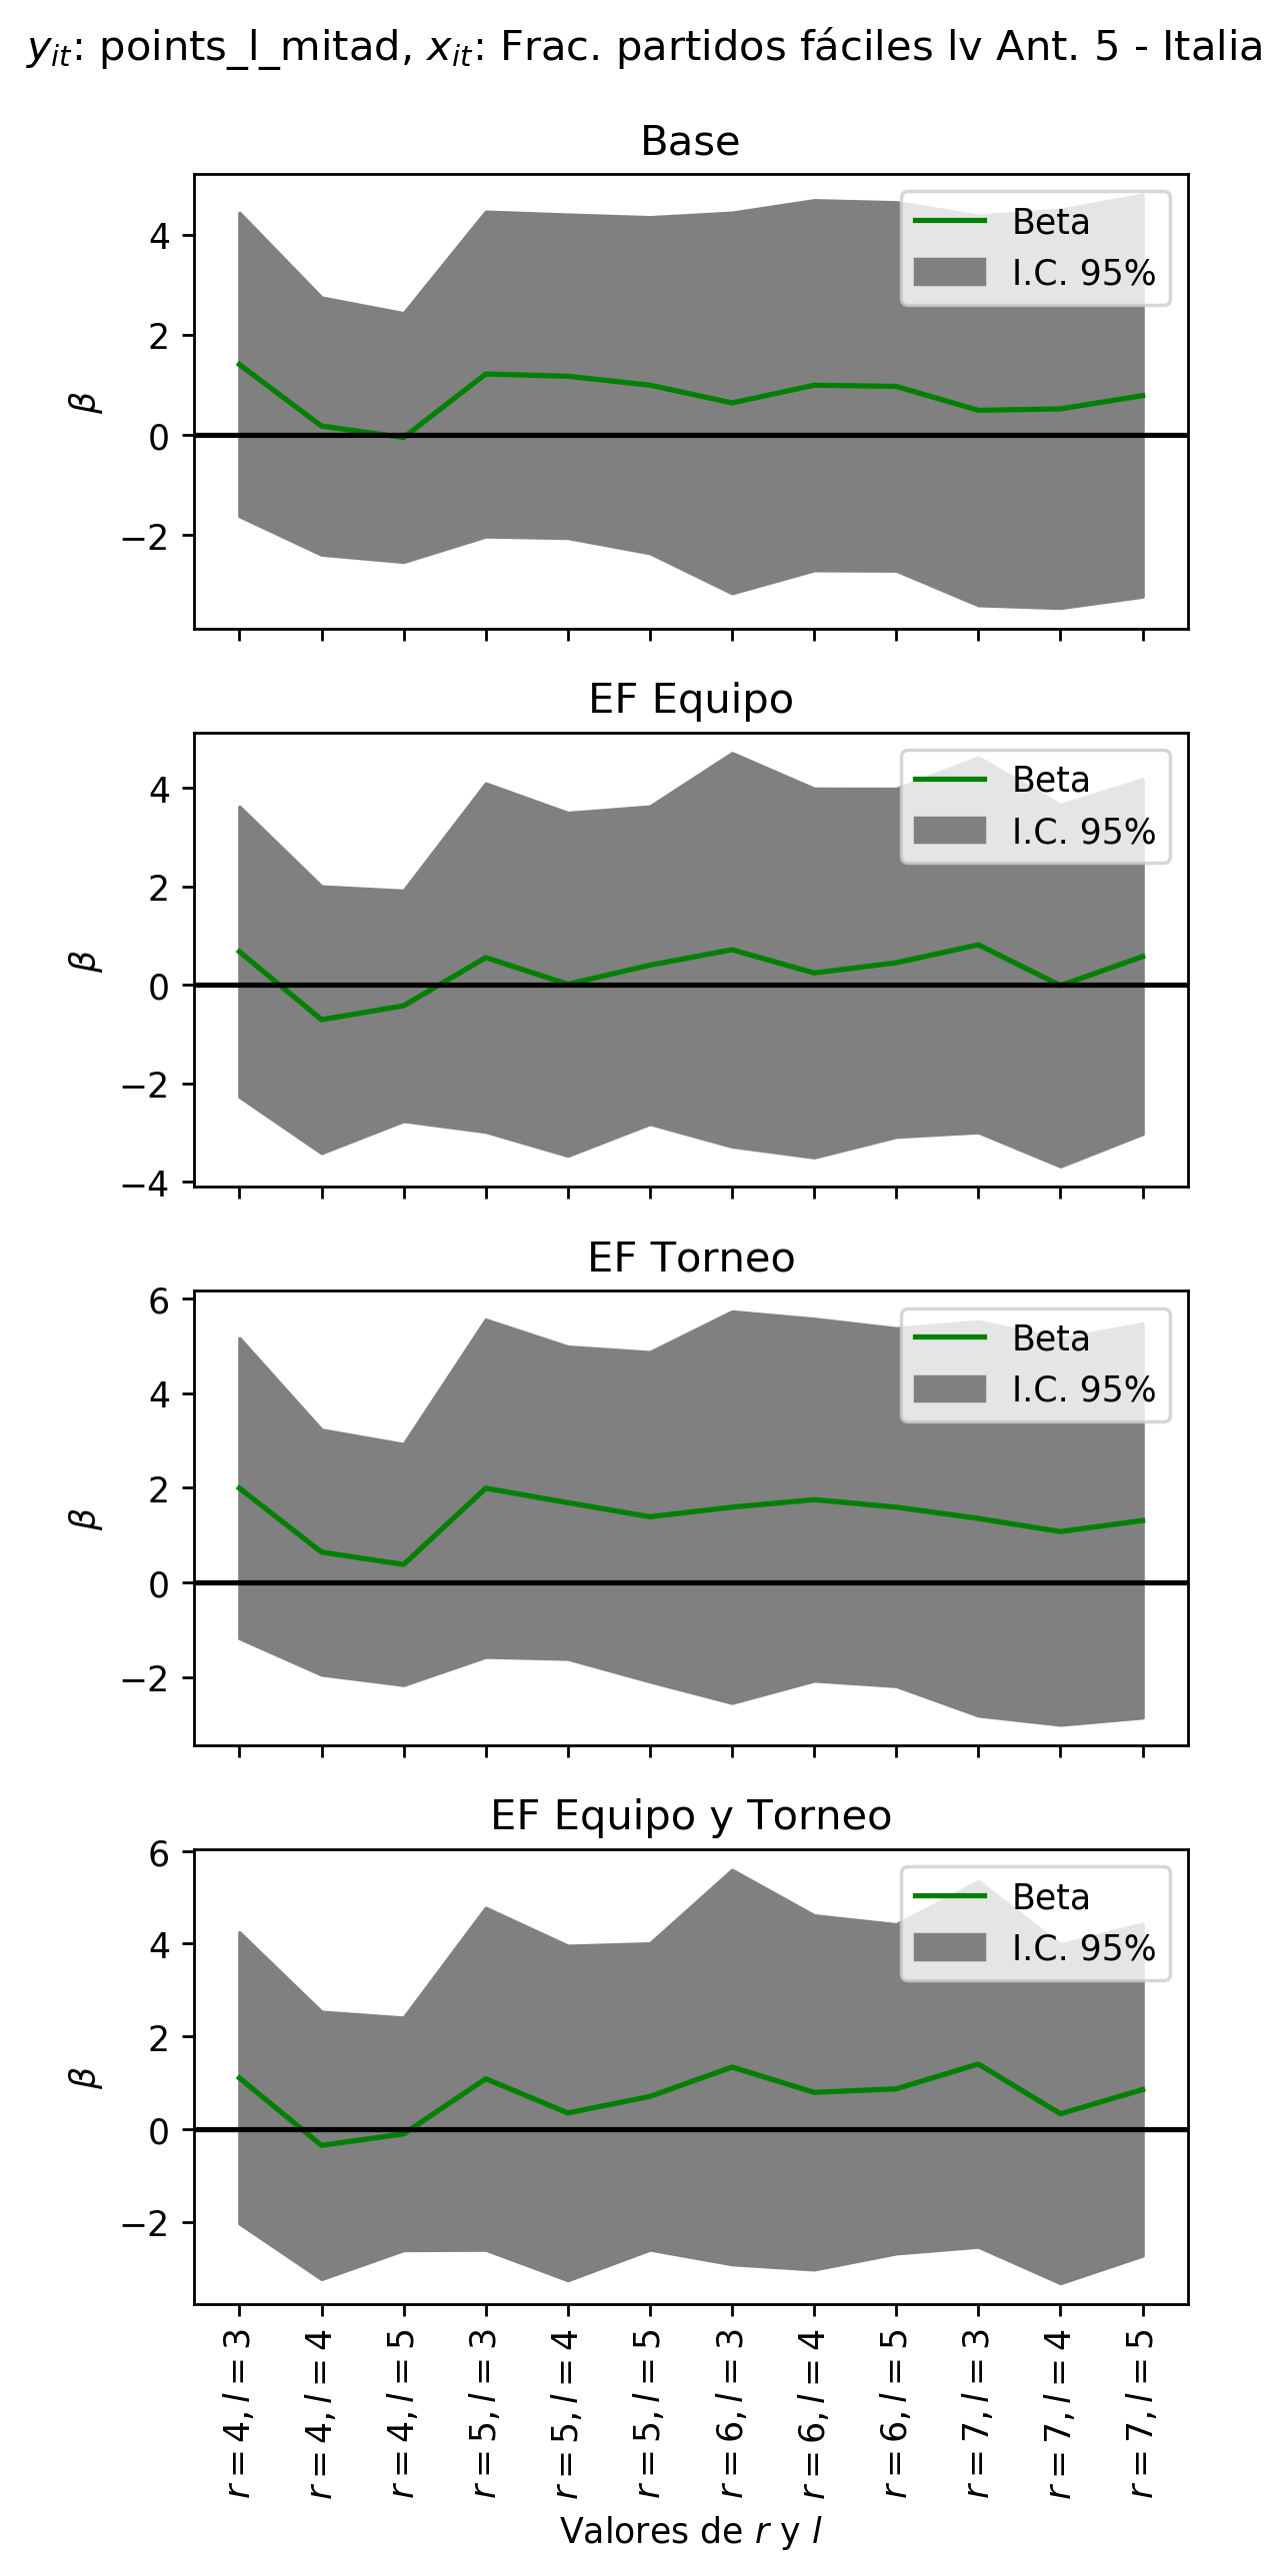 y_it: points_l_mitad, x_it: Frac. partidos fáciles lv Ant. 5 - Italia
Base
4
2
0
−2
β
Beta
I.C. 95%
EF Equipo
4
2
0
−2
−4
β
Beta
I.C. 95%
EF Torneo
6
4
2
0
−2
β
Beta
I.C. 95%
EF Equipo y Torneo
6
4
2
0
−2
β
Beta
I.C. 95%
r = 4, l = 3
r = 4, l = 4
r = 4, l = 5
r = 5, l = 3
r = 5, l = 4
r = 5, l = 5
r = 6, l = 3
r = 6, l = 4
r = 6, l = 5
r = 7, l = 3
r = 7, l = 4
r = 7, l = 5
Valores de r y l